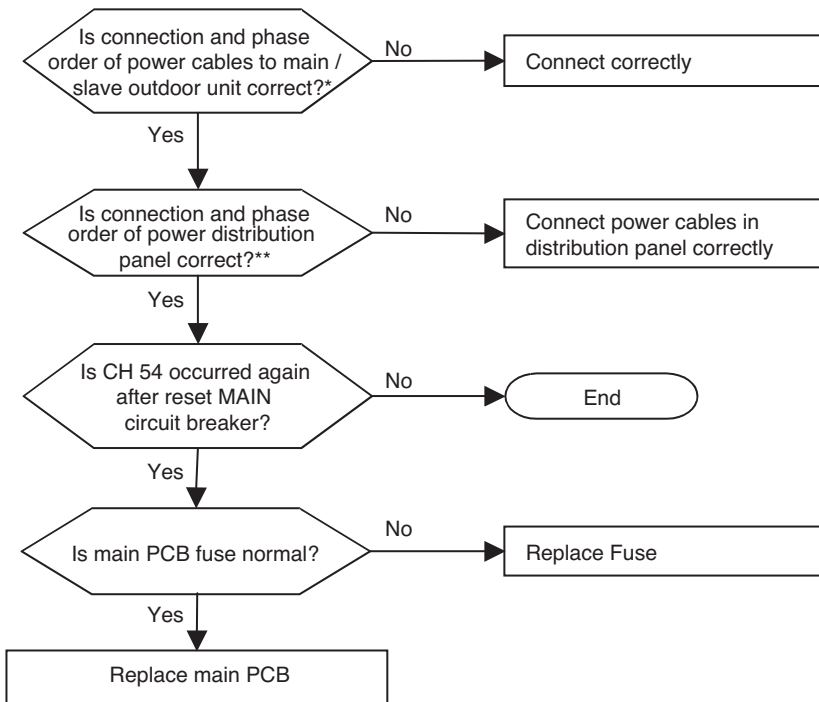 Is connection and phase
order of power cables to main /
slave outdoor unit correct?*
No
Connect correctly
Yes
Is connection and phase
order of power distribution
panel correct?**
No
Connect power cables in
distribution panel correctly
Yes
Is CH 54 occurred again
after reset MAIN
circuit breaker?
No
End
Yes
Is main PCB fuse normal?
No
Replace Fuse
Yes
Replace main PCB